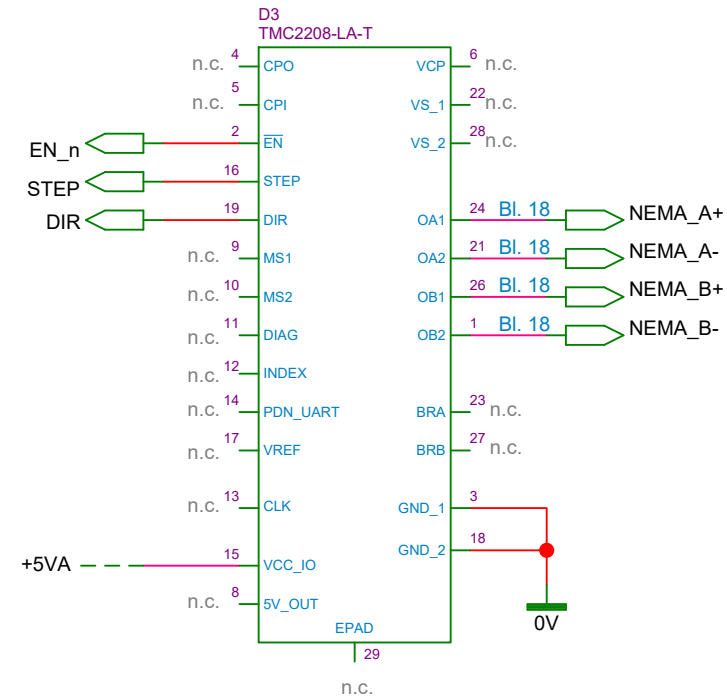 D3
TMC2208-LA-T
n.c. 4 CPO VCP 6 n.c.
n.c. 5 CPI VS_1 22 n.c.
EN_n 2 EN VS_2 28 n.c.
STEP 16 STEP
DIR 19 DIR OA1 24 Bl. 18 NEMA_A+
n.c. 9 MS1 OA2 21 Bl. 18 NEMA_A-
n.c. 10 MS2 OB1 26 Bl. 18 NEMA_B+
n.c. 11 DIAG OB2 1 Bl. 18 NEMA_B-
n.c. 12 INDEX
n.c. 14 PDN_UART BRA 23 n.c.
n.c. 17 VREF BRB 27 n.c.
n.c. 13 CLK GND_1 3
GND_2 18
+5VA 15 VCC_IO
n.c. 8 5V_OUT
0V
EPAD
29
n.c.